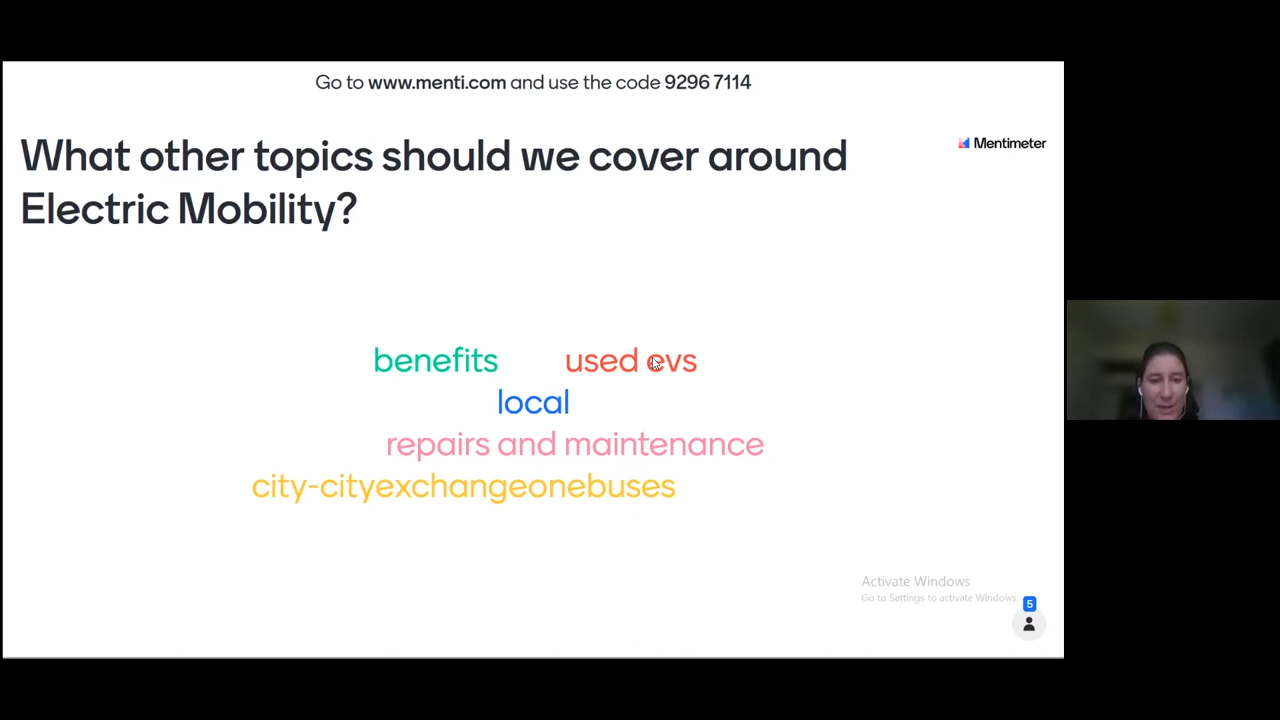 Go to www.menti.com and use the code 9296 7114
What other topics should we cover around
Electric Mobility?
Mentimeter
benefits used evs
local
repairs and maintenance
city-cityexchangeonebuses
Activate Windows
Go to Settings to activate Windows.
5